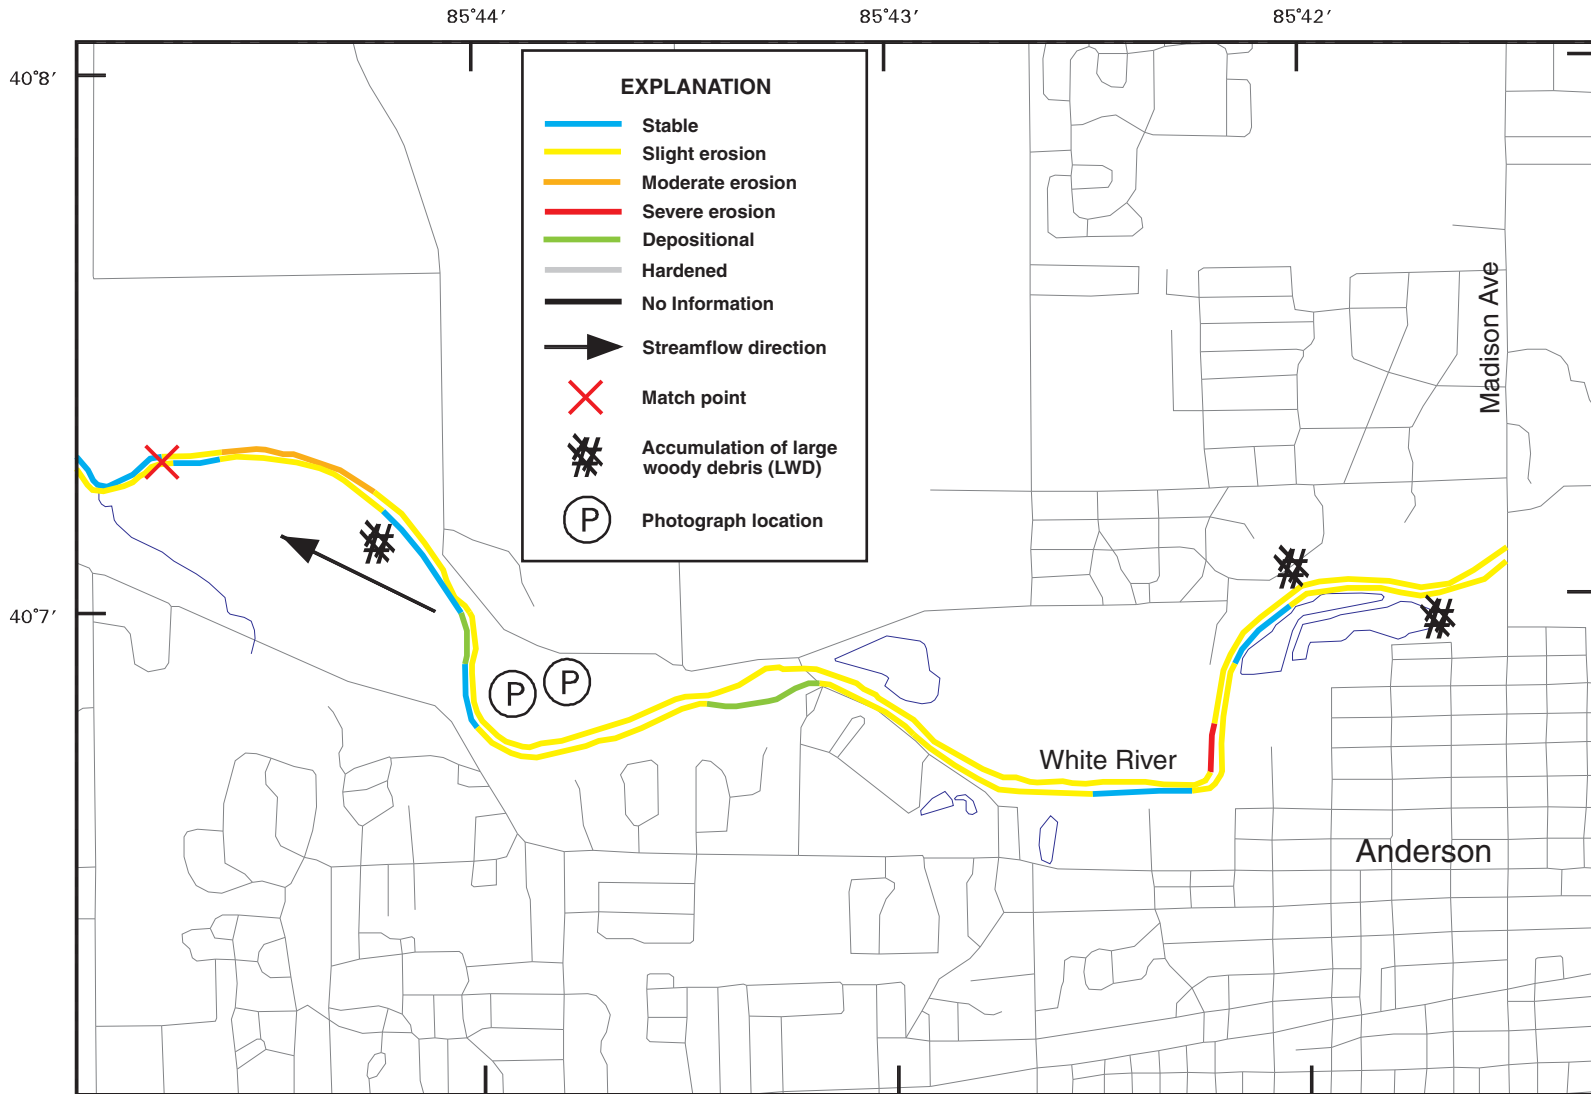 85°44′
85°43′
85°42′
40°8′
EXPLANATION
Stable
Slight erosion
Moderate erosion
Severe erosion
Depositional
Hardened
No Information
Streamflow direction
Match point
Accumulation of large
woody debris (LWD)
P
Photograph location
Madison Ave
40°7′
P
P
White River
Anderson